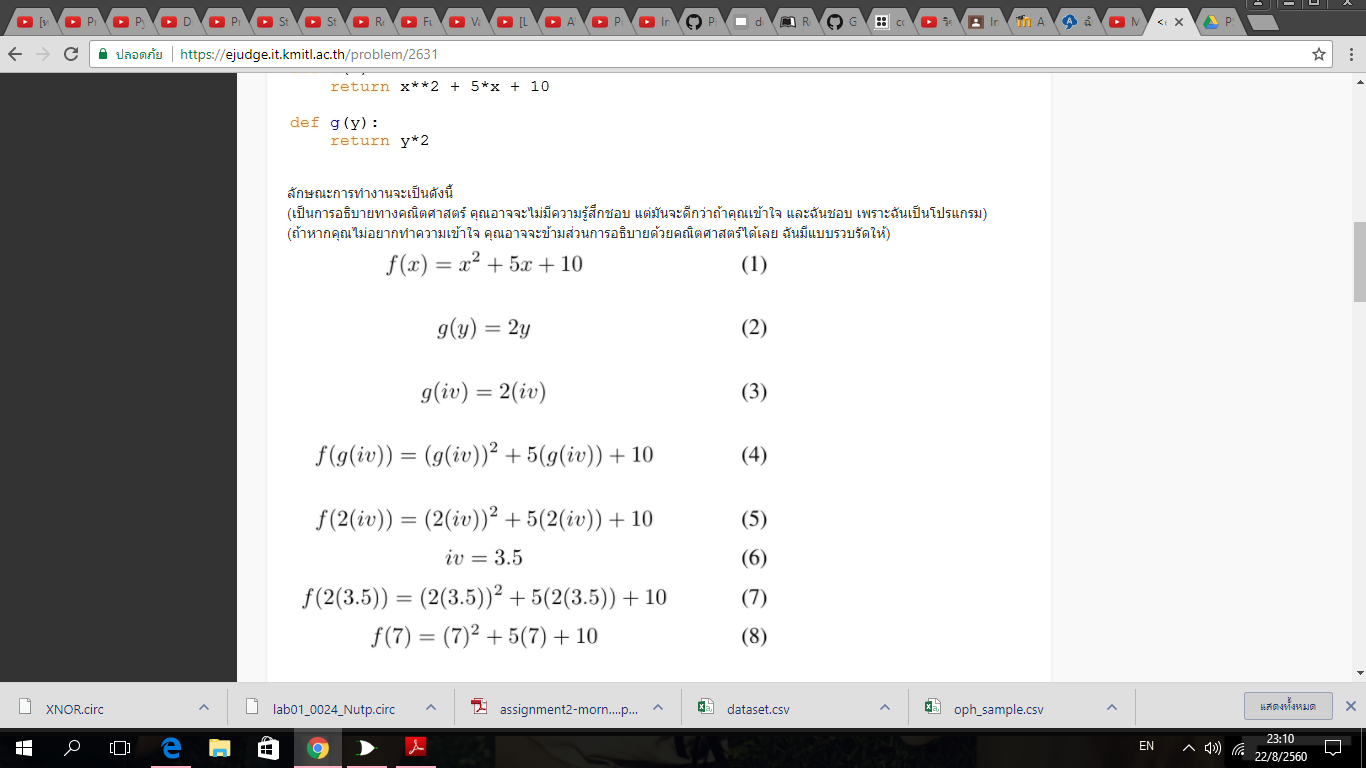 ปลอดภัย https://ejudge.it.kmitl.ac.th/problem/2631
return x**2 + 5*x + 10
def g(y):
return y*2
ลักษณะการทำงานจะเป็นดังนี้
(เป็นการอธิบายทางคณิตศาสตร์ คุณอาจจะไม่มีความรู้สึกชอบ แต่มันจะดีกว่าถ้าคุณเข้าใจ และฉันชอบ เพราะฉันเป็นโปรแกรม)
(ถ้าหากคุณไม่อยากทำความเข้าใจ คุณอาจจะข้ามส่วนการอธิบายด้วยคณิตศาสตร์ได้เลย ฉันมีแบบรวบรัดให้)
f(x) = x² + 5x + 10 (1)
g(y) = 2y (2)
g(iv) = 2(iv) (3)
f(g(iv)) = (g(iv))² + 5(g(iv)) + 10 (4)
f(2(iv)) = (2(iv))² + 5(2(iv)) + 10 (5)
iv = 3.5 (6)
f(2(3.5)) = (2(3.5))² + 5(2(3.5)) + 10 (7)
f(7) = (7)² + 5(7) + 10 (8)
XNOR.circ lab01_0024_Nutp.circ assignment2-morn....p... dataset.csv oph_sample.csv แสดงทั้งหมด
EN 23:10
22/8/2560